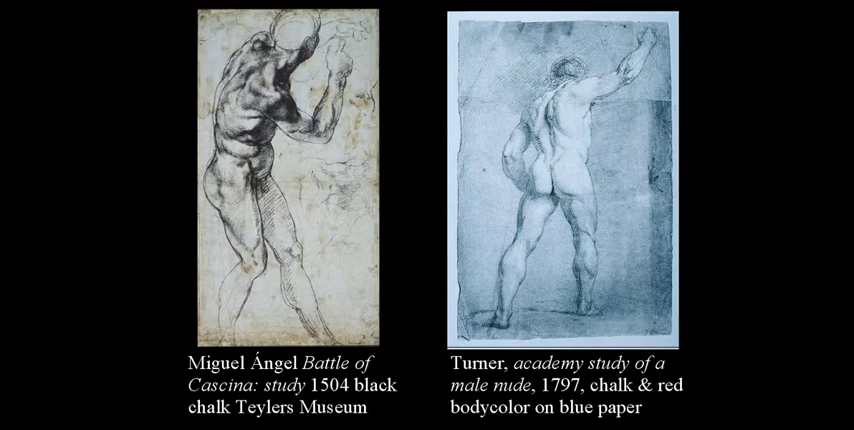 Miguel Ángel Battle of
Cascina: study 1504 black
chalk Teylers Museum
Turner, academy study of a
male nude, 1797, chalk & red
bodycolor on blue paper